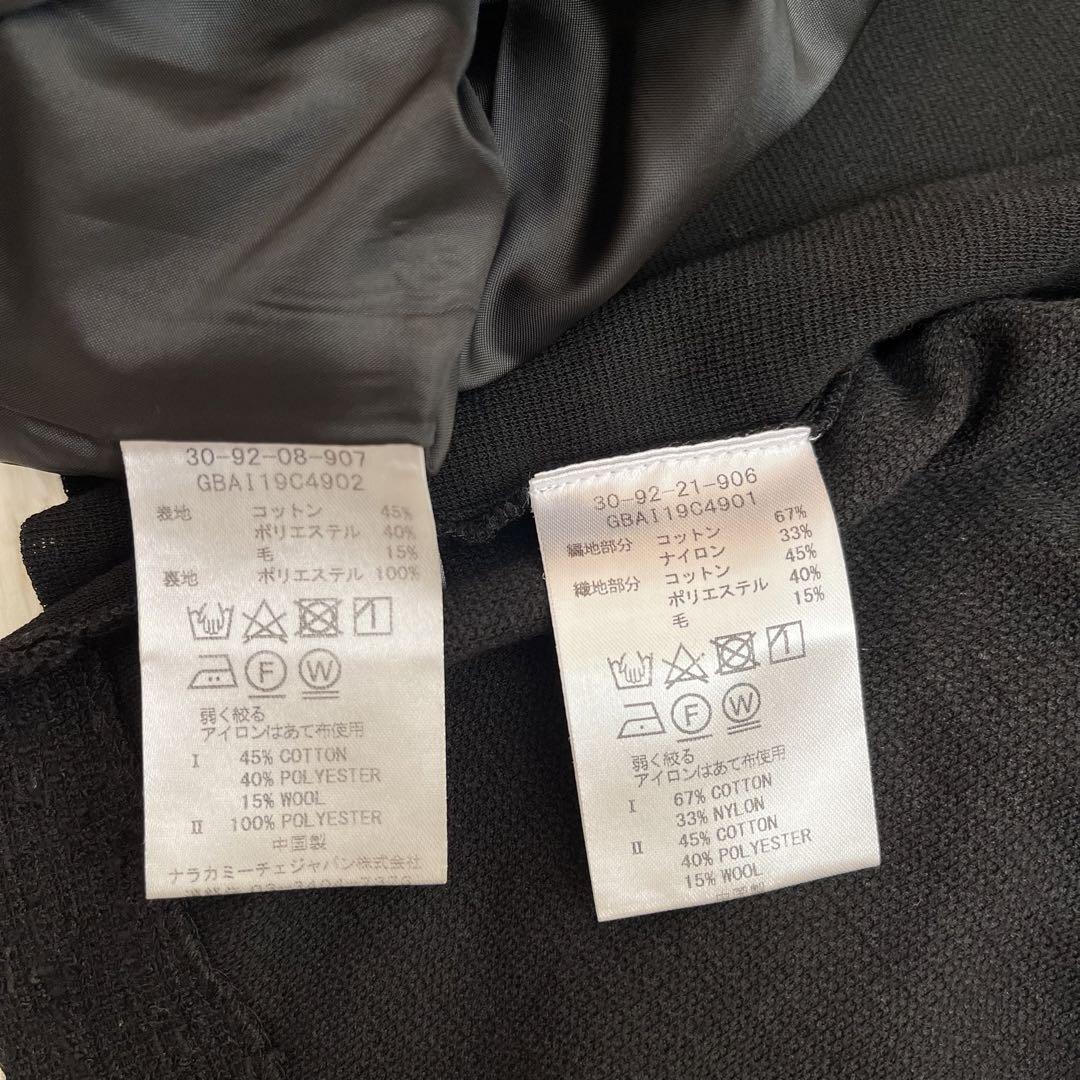 30-92-08-907
GBAI19C4902
表地 コットン 45%
ポリエステル 40%
毛 15%
裏地 ポリエステル 100%
F W
弱く絞る
アイロンはあて布使用
I 45% COTTON
40% POLYESTER
15% WOOL
II 100% POLYESTER
中国製
ナラカミーチェジャパン株式会社
30-92-21-906
GBAI19C4901
編地部分 コットン 67%
ナイロン 33%
織地部分 コットン 45%
ポリエステル 40%
毛 15%
F W
弱く絞る
アイロンはあて布使用
I 67% COTTON
33% NYLON
II 45% COTTON
40% POLYESTER
15% WOOL